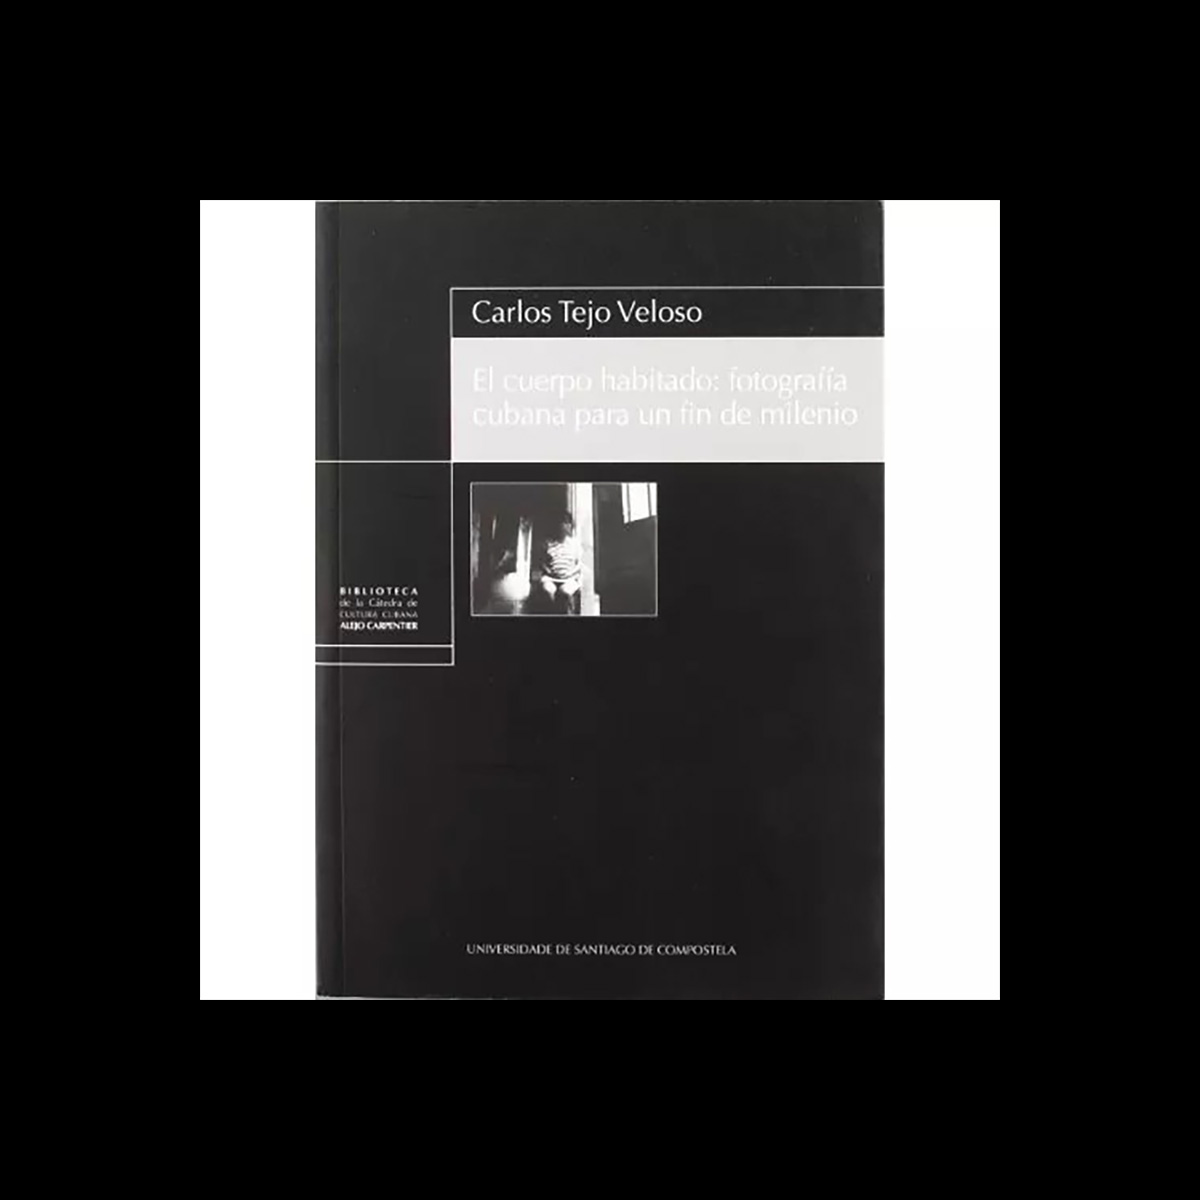 Carlos Tejo Veloso
El cuerpo habitado: fotografía
cubana para un fin de milenio
BIBLIOTECA
de la Cátedra de
CULTURA CUBANA
ALEJO CARPENTIER
UNIVERSIDADE DE SANTIAGO DE COMPOSTELA